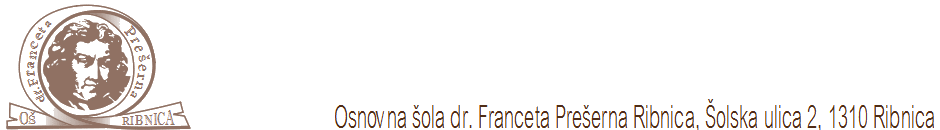 dr. Franceta Prešerna
OŠ RIBNICA
Osnovna šola dr. Franceta Prešerna Ribnica, Šolska ulica 2, 1310 Ribnica